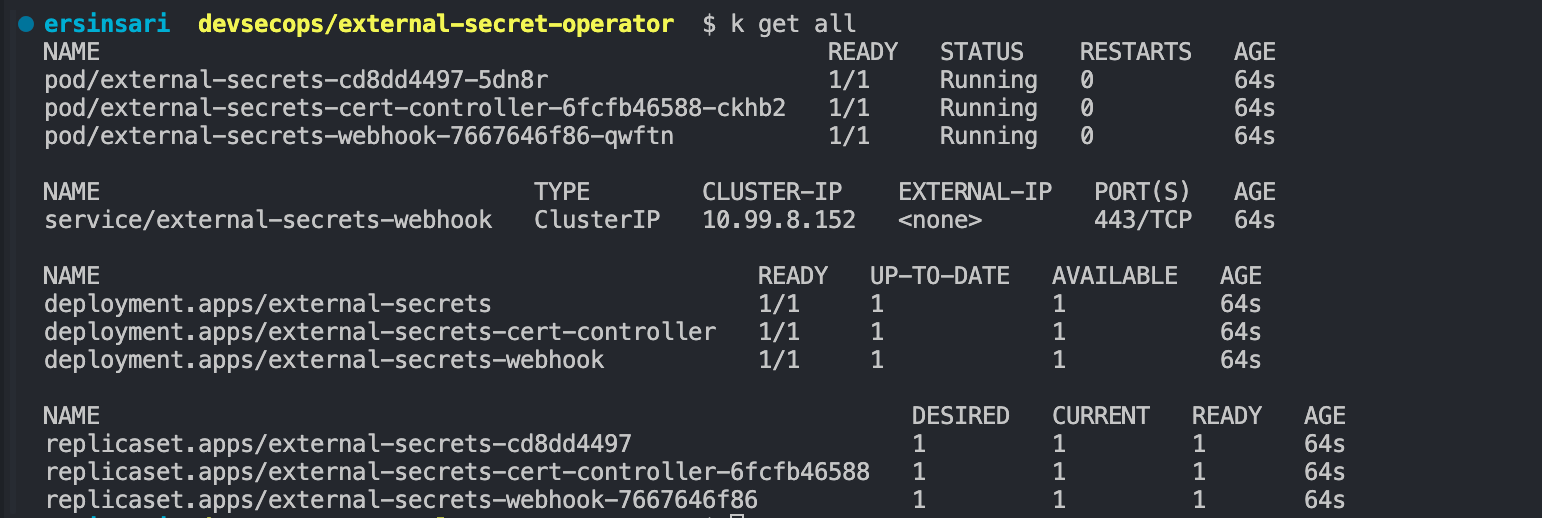 ersinsari devsecops/external-secret-operator $ k get all
NAME READY STATUS RESTARTS AGE
pod/external-secrets-cd8dd4497-5dn8r 1/1 Running 0 64s
pod/external-secrets-cert-controller-6fcfb46588-ckhb2 1/1 Running 0 64s
pod/external-secrets-webhook-7667646f86-qwftn 1/1 Running 0 64s
NAME TYPE CLUSTER-IP EXTERNAL-IP PORT(S) AGE
service/external-secrets-webhook ClusterIP 10.99.8.152 <none> 443/TCP 64s
NAME READY UP-TO-DATE AVAILABLE AGE
deployment.apps/external-secrets 1/1 1 1 64s
deployment.apps/external-secrets-cert-controller 1/1 1 1 64s
deployment.apps/external-secrets-webhook 1/1 1 1 64s
NAME DESIRED CURRENT READY AGE
replicaset.apps/external-secrets-cd8dd4497 1 1 1 64s
replicaset.apps/external-secrets-cert-controller-6fcfb46588 1 1 1 64s
replicaset.apps/external-secrets-webhook-7667646f86 1 1 1 64s